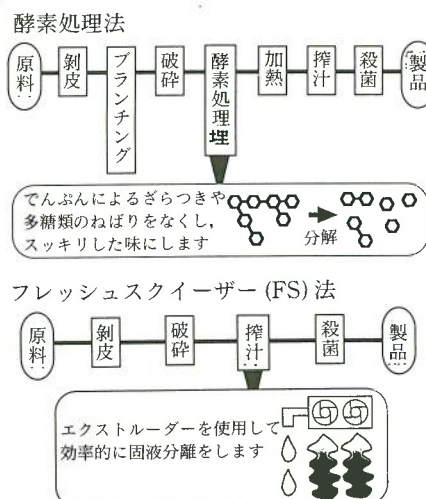 酵素処理法
原料
剥皮
ブランチング
破砕
酵素処理埋
加熱
搾汁
殺菌
製品
でんぷんによるざらつきや
多糖類のねばりをなくし,
スッキリした味にします
分解
フレッシュスクイーザー(FS)法
原料
剥皮
破砕
搾汁
殺菌
製品
エクストルーダーを使用して
効率的に固液分離をします